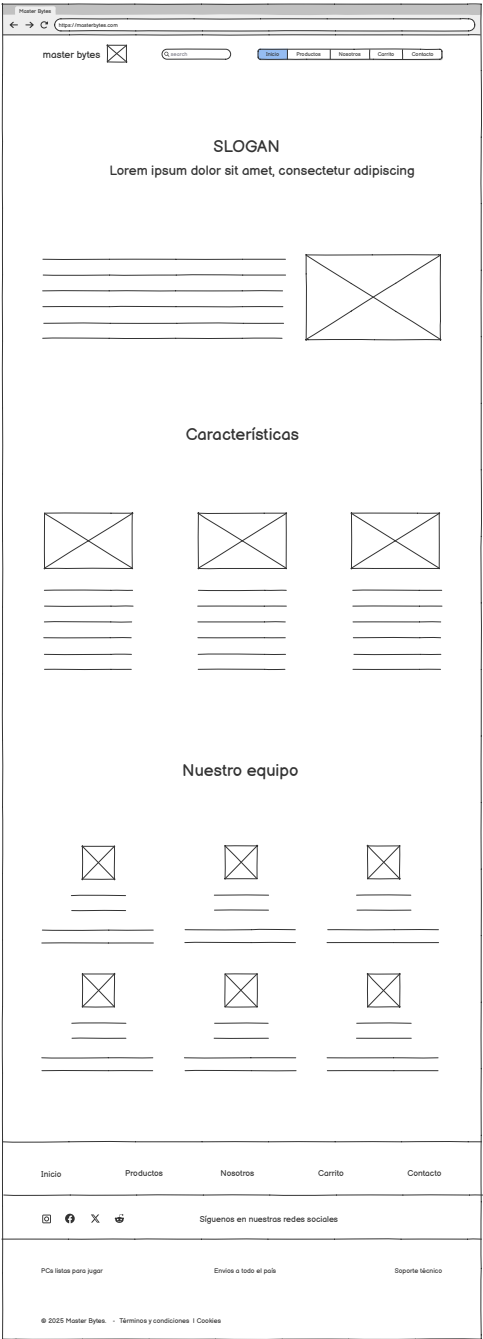 Master Bytes
https://masterbytes.com
master bytes
search
Inicio Productos Nosotros Carrito Contacto
SLOGAN
Lorem ipsum dolor sit amet, consectetur adipiscing
Características
Nuestro equipo
Inicio Productos Nosotros Carrito Contacto
Síguenos en nuestras redes sociales
PCs listas para jugar Envíos a todo el país Soporte técnico
© 2025 Master Bytes. - Términos y condiciones | Cookies